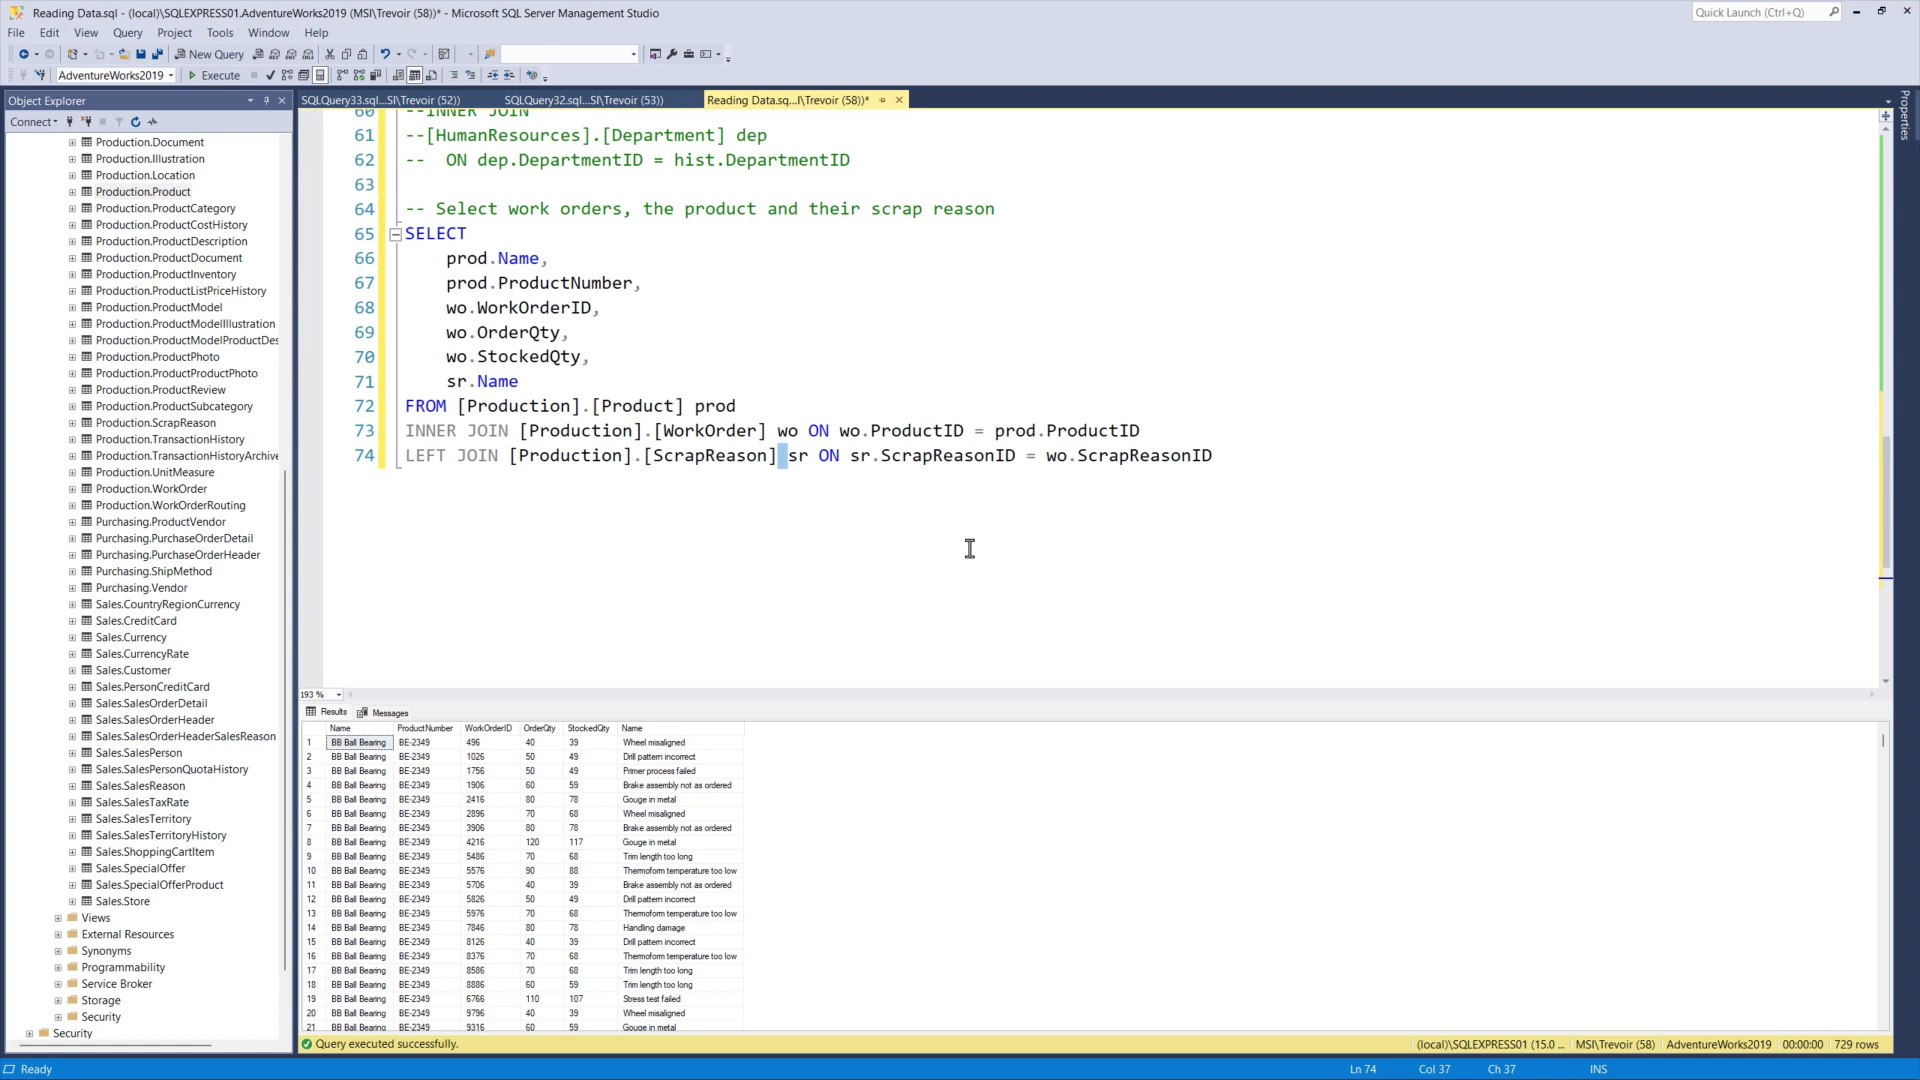 Reading Data.sql - (local)\SQLEXPRESS01.AdventureWorks2019 (MSI\Trevoir (58))* - Microsoft SQL Server Management Studio
Quick Launch (Ctrl+Q)
File Edit View Query Project Tools Window Help
New Query
AdventureWorks2019 Execute
Object Explorer
Connect
Production.Document
Production.Illustration
Production.Location
Production.Product
Production.ProductCategory
Production.ProductCostHistory
Production.ProductDescription
Production.ProductDocument
Production.ProductInventory
Production.ProductListPriceHistory
Production.ProductModel
Production.ProductModelIllustration
Production.ProductModelProductDes
Production.ProductPhoto
Production.ProductProductPhoto
Production.ProductReview
Production.ProductSubcategory
Production.ScrapReason
Production.TransactionHistory
Production.TransactionHistoryArchive
Production.UnitMeasure
Production.WorkOrder
Production.WorkOrderRouting
Purchasing.ProductVendor
Purchasing.PurchaseOrderDetail
Purchasing.PurchaseOrderHeader
Purchasing.ShipMethod
Purchasing.Vendor
Sales.CountryRegionCurrency
Sales.CreditCard
Sales.Currency
Sales.CurrencyRate
Sales.Customer
Sales.PersonCreditCard
Sales.SalesOrderDetail
Sales.SalesOrderHeader
Sales.SalesOrderHeaderSalesReason
Sales.SalesPerson
Sales.SalesPersonQuotaHistory
Sales.SalesReason
Sales.SalesTaxRate
Sales.SalesTerritory
Sales.SalesTerritoryHistory
Sales.ShoppingCartItem
Sales.SpecialOffer
Sales.SpecialOfferProduct
Sales.Store
Views
External Resources
Synonyms
Programmability
Service Broker
Storage
Security
Security
SQLQuery33.sql...SI\Trevoir (52)) SQLQuery32.sql...SI\Trevoir (53)) Reading Data.sq...I\Trevoir (58))*
Properties
60 --INNER JOIN
61 --[HumanResources].[Department] dep
62 --  ON dep.DepartmentID = hist.DepartmentID
63
64 -- Select work orders, the product and their scrap reason
65 SELECT
66 prod.Name,
67 prod.ProductNumber,
68 wo.WorkOrderID,
69 wo.OrderQty,
70 wo.StockedQty,
71 sr.Name
72 FROM [Production].[Product] prod
73 INNER JOIN [Production].[WorkOrder] wo ON wo.ProductID = prod.ProductID
74 LEFT JOIN [Production].[ScrapReason] sr ON sr.ScrapReasonID = wo.ScrapReasonID
193 %
Results Messages
Name ProductNumber WorkOrderID OrderQty StockedQty Name
1 BB Ball Bearing BE-2349 496 40 39 Wheel misaligned
2 BB Ball Bearing BE-2349 1026 50 49 Drill pattern incorrect
3 BB Ball Bearing BE-2349 1756 50 49 Primer process failed
4 BB Ball Bearing BE-2349 1906 60 59 Brake assembly not as ordered
5 BB Ball Bearing BE-2349 2416 80 78 Gouge in metal
6 BB Ball Bearing BE-2349 2896 70 68 Wheel misaligned
7 BB Ball Bearing BE-2349 3906 80 78 Brake assembly not as ordered
8 BB Ball Bearing BE-2349 4216 120 117 Gouge in metal
9 BB Ball Bearing BE-2349 5486 70 68 Trim length too long
10 BB Ball Bearing BE-2349 5576 90 88 Thermoform temperature too low
11 BB Ball Bearing BE-2349 5706 40 39 Brake assembly not as ordered
12 BB Ball Bearing BE-2349 5826 50 49 Drill pattern incorrect
13 BB Ball Bearing BE-2349 5976 70 68 Thermoform temperature too low
14 BB Ball Bearing BE-2349 7846 80 78 Handling damage
15 BB Ball Bearing BE-2349 8126 40 39 Drill pattern incorrect
16 BB Ball Bearing BE-2349 8376 70 68 Thermoform temperature too low
17 BB Ball Bearing BE-2349 8586 70 68 Trim length too long
18 BB Ball Bearing BE-2349 8886 60 59 Trim length too long
19 BB Ball Bearing BE-2349 6766 110 107 Stress test failed
20 BB Ball Bearing BE-2349 9796 40 39 Wheel misaligned
21 BB Ball Bearing BE-2349 9316 60 59 Gouge in metal
Query executed successfully. (local)\SQLEXPRESS01 (15.0 ... MSI\Trevoir (58) AdventureWorks2019 00:00:00 729 rows
Ready Ln 74 Col 37 Ch 37 INS